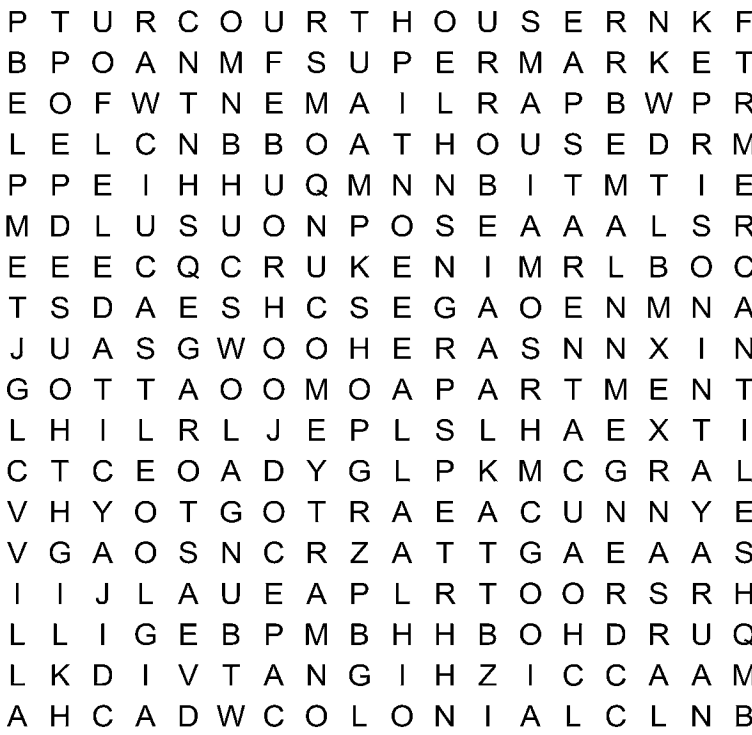 P T U R C O U R T H O U S E R N K F
B P O A N M F S U P E R M A R K E T
E O F W T N E M A I L R A P B W P R
L E L C N B B O A T H O U S E D R M
P P E I H H U Q M N N B I T M T I E
M D L U S U O N P O S E A A A L S R
E E E C Q C R U K E N I M R L B O C
T S D A E S H C S E G A O E N M N A
J U A S G W O O H E R A S N N X I N
G O T T A O O M O A P A R T M E N T
L H I L R L J E P L S L H A E X T I
C T C E O A D Y G L P K M C G R A L
V H Y O T G O T R A E A C U N N Y E
V G A O S N C R Z A T T G A E A A S
I I J L A U E A P L R T O O R S R H
L L I G E B P M B H H B O H D R U Q
L K D I V T A N G I H Z I C C A A M
A H C A D W C O L O N I A L C L N B